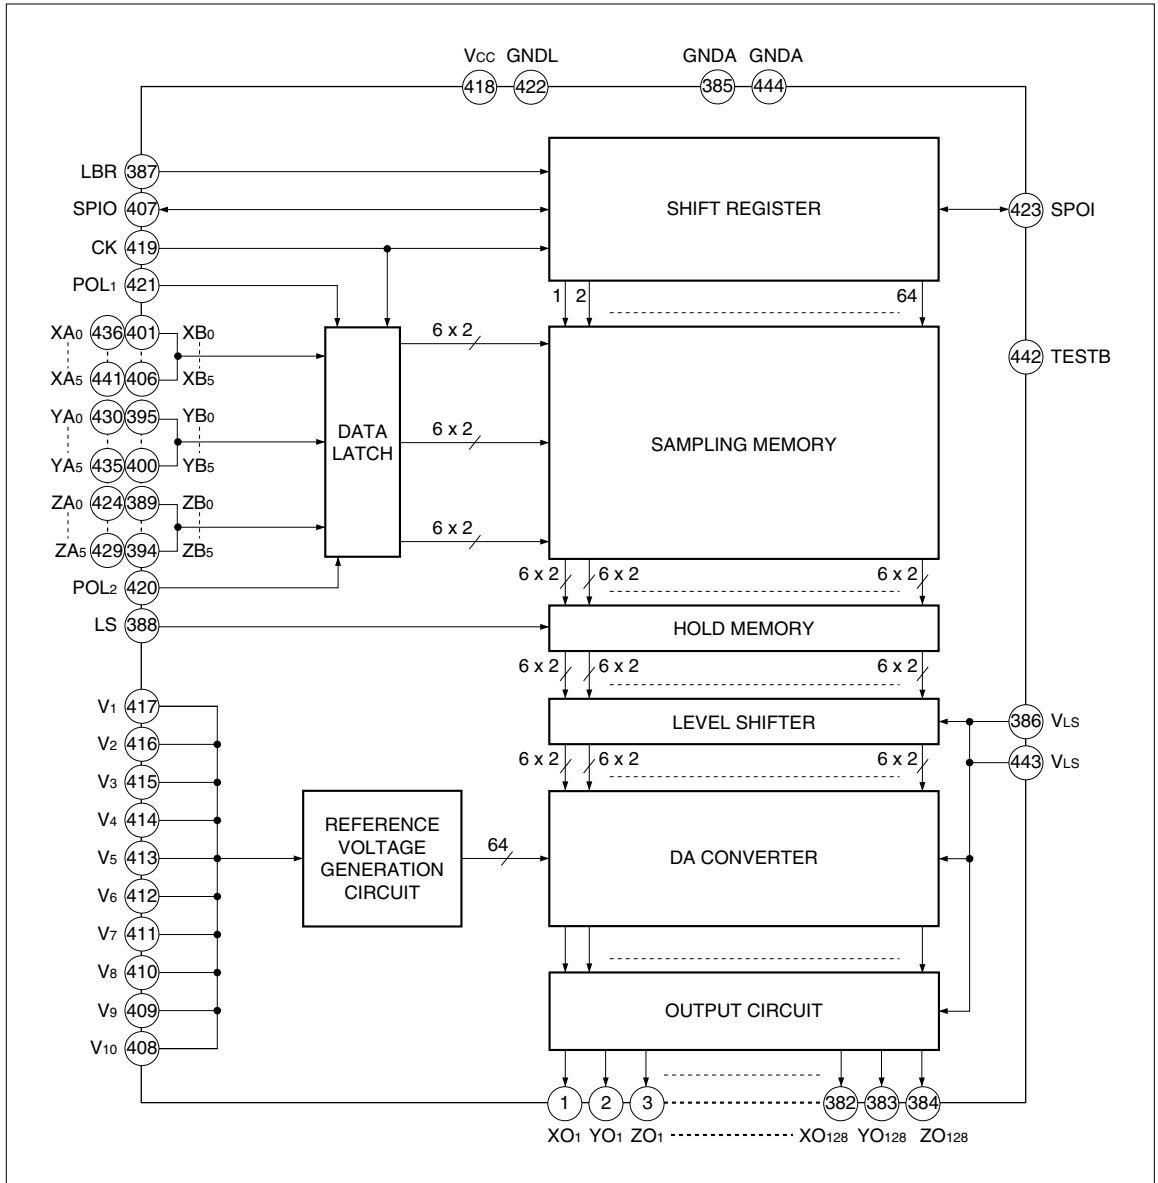 VCC GNDL GNDA GNDA
418 422 385 444
LBR 387
SHIFT REGISTER
SPIO 407
423 SPOI
CK 419
POL1 421
1 2 64
XA0 436 401 XB0
6 x 2
442 TESTB
XA5 441 406 XB5
YA0 430 395 YB0
DATA
LATCH
6 x 2
SAMPLING MEMORY
YA5 435 400 YB5
ZA0 424 389 ZB0
6 x 2
ZA5 429 394 ZB5
POL2 420
6 x 2 6 x 2 6 x 2
LS 388
HOLD MEMORY
6 x 2 6 x 2 6 x 2
V1 417
LEVEL SHIFTER
386 VLS
V2 416
6 x 2 6 x 2 6 x 2
443 VLS
V3 415
V4 414
REFERENCE
VOLTAGE
GENERATION
CIRCUIT
64
DA CONVERTER
V5 413
V6 412
V7 411
V8 410
V9 409
OUTPUT CIRCUIT
V10 408
1 2 3 382 383 384
XO1 YO1 ZO1 XO128 YO128 ZO128